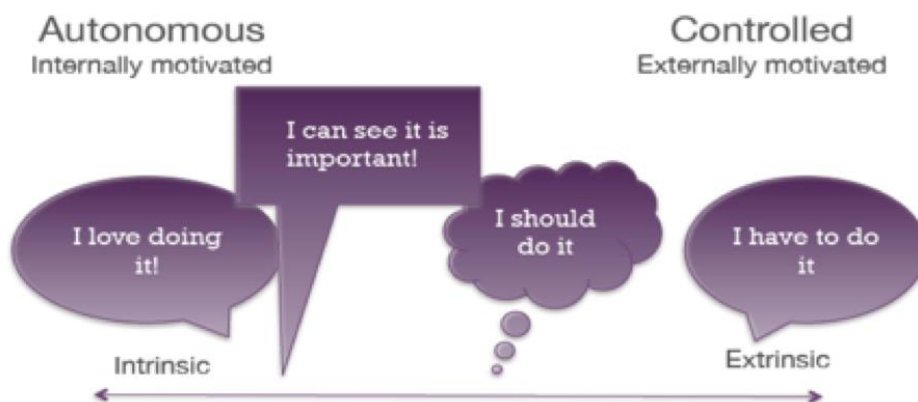 Autonomous
Internally motivated
Controlled
Externally motivated
I can see it is
important!
I love doing
it!
I should
do it
I have to do
it
Intrinsic
Extrinsic